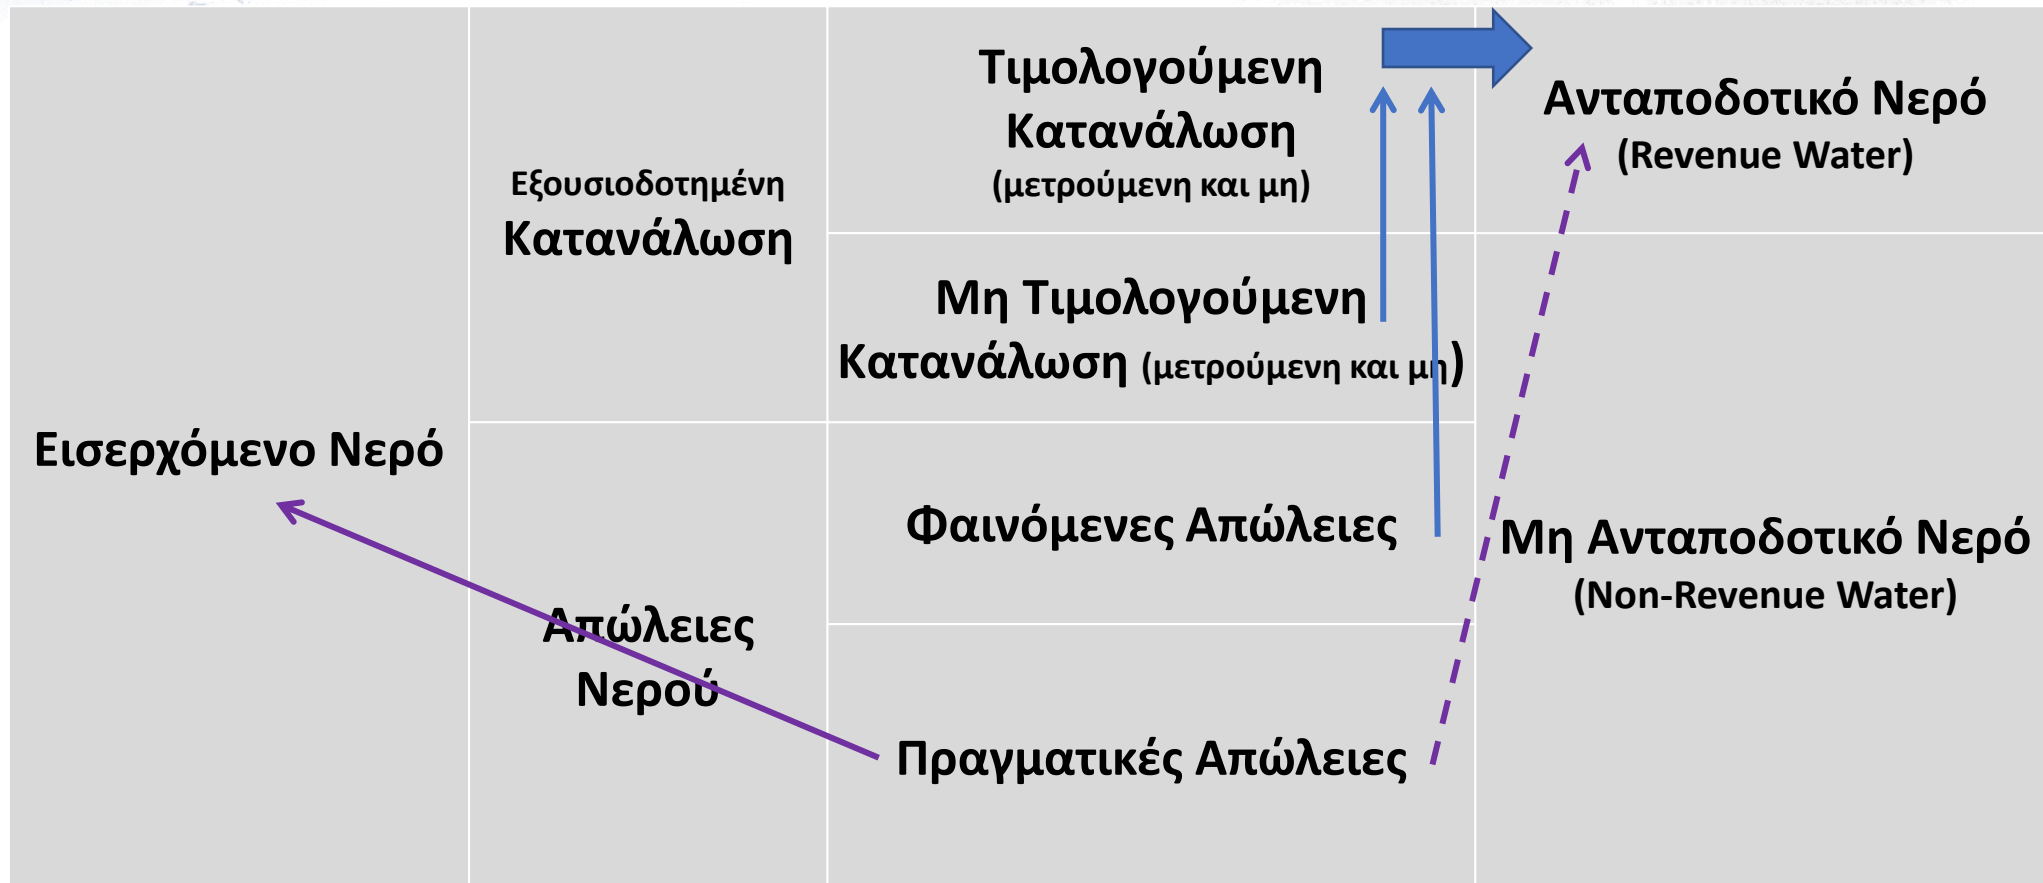 Εισερχόμενο Νερό
Εξουσιοδοτημένη
Κατανάλωση
Απώλειες
Νερού
Τιμολογούμενη
Κατανάλωση
(μετρούμενη και μη)
Μη Τιμολογούμενη
Κατανάλωση (μετρούμενη και μη)
Φαινόμενες Απώλειες
Πραγματικές Απώλειες
Ανταποδοτικό Νερό
(Revenue Water)
Μη Ανταποδοτικό Νερό
(Non-Revenue Water)